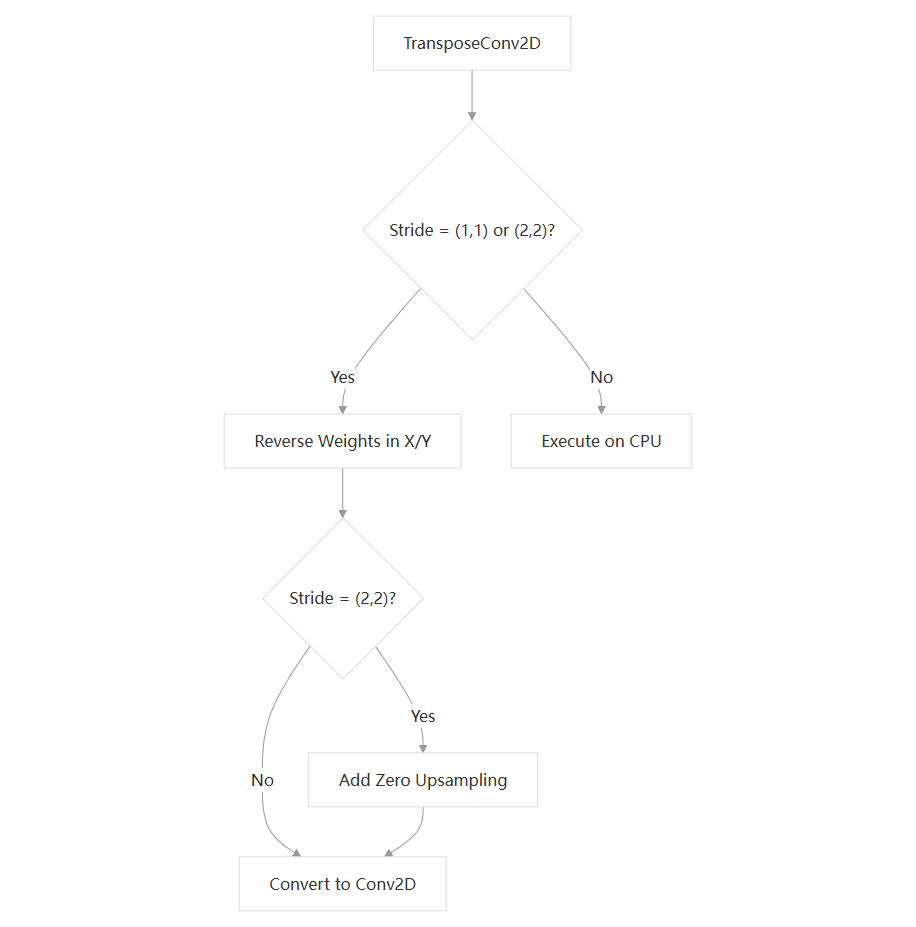 TransposeConv2D
Stride = (1,1) or (2,2)?
Yes
No
Reverse Weights in X/Y
Execute on CPU
Stride = (2,2)?
Yes
No
Add Zero Upsampling
Convert to Conv2D